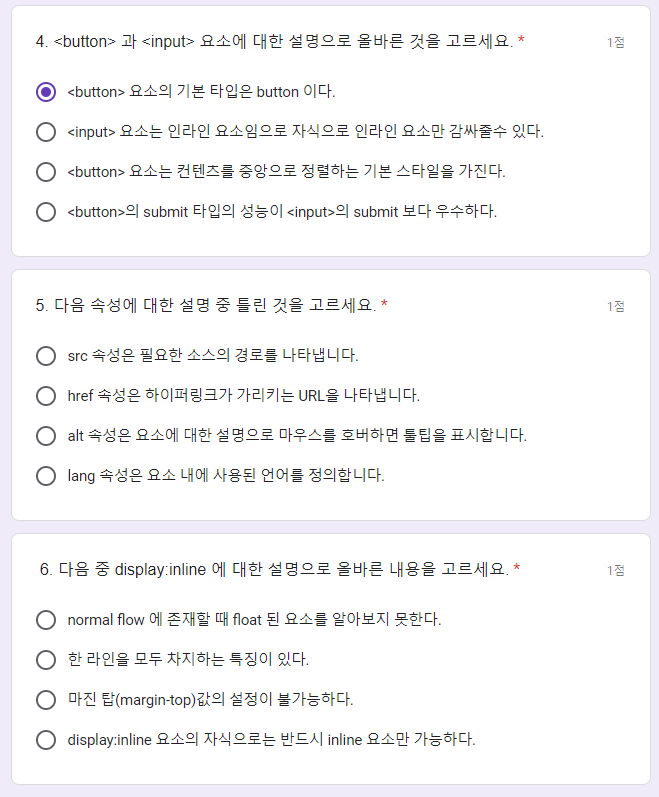 4. <button> 과 <input> 요소에 대한 설명으로 올바른 것을 고르세요. * 1점
<button> 요소의 기본 타입은 button 이다.
<input> 요소는 인라인 요소임으로 자식으로 인라인 요소만 감싸줄수 있다.
<button> 요소는 컨텐츠를 중앙으로 정렬하는 기본 스타일을 가진다.
<button>의 submit 타입의 성능이 <input>의 submit 보다 우수하다.
5. 다음 속성에 대한 설명 중 틀린 것을 고르세요. * 1점
src 속성은 필요한 소스의 경로를 나타냅니다.
href 속성은 하이퍼링크가 가리키는 URL을 나타냅니다.
alt 속성은 요소에 대한 설명으로 마우스를 호버하면 툴팁을 표시합니다.
lang 속성은 요소 내에 사용된 언어를 정의합니다.
6. 다음 중 display:inline 에 대한 설명으로 올바른 내용을 고르세요. * 1점
normal flow 에 존재할 때 float 된 요소를 알아보지 못한다.
한 라인을 모두 차지하는 특징이 있다.
마진 탑(margin-top)값의 설정이 불가능하다.
display:inline 요소의 자식으로는 반드시 inline 요소만 가능하다.